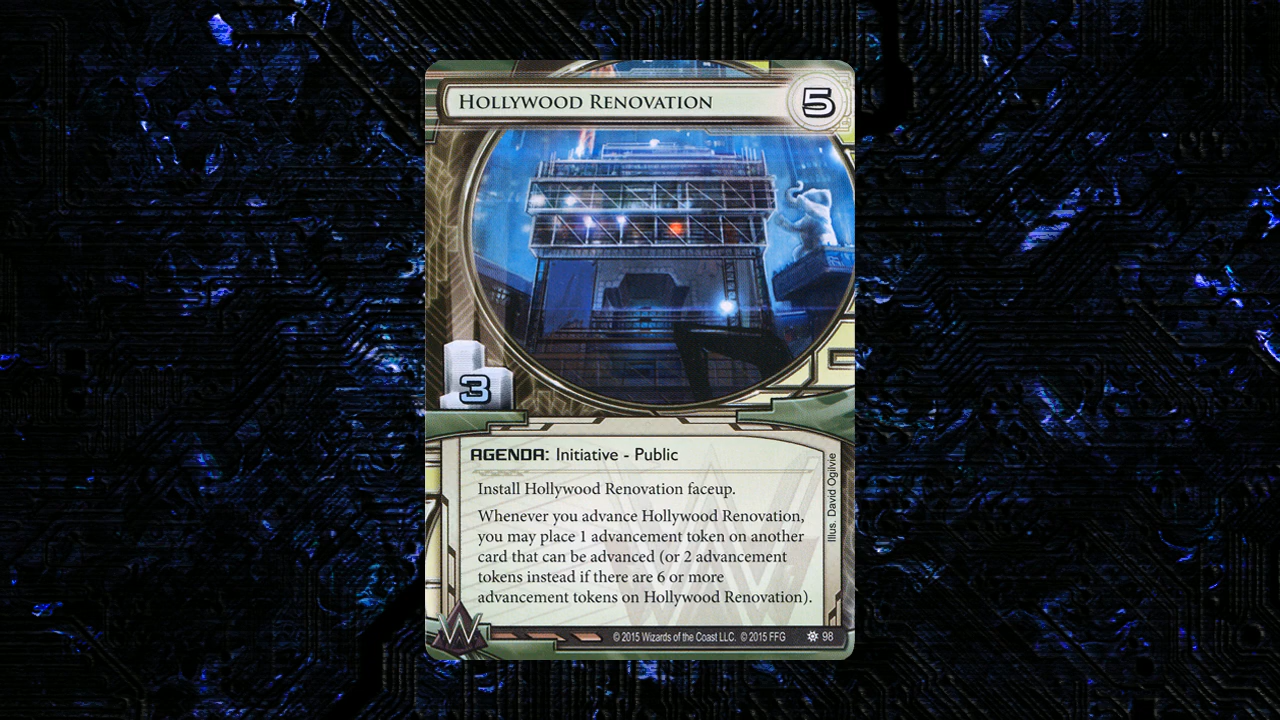 Hollywood Renovation
5
3
AGENDA: Initiative - Public
Install Hollywood Renovation faceup.
Whenever you advance Hollywood Renovation,
you may place 1 advancement token on another
card that can be advanced (or 2 advancement
tokens instead if there are 6 or more
advancement tokens on Hollywood Renovation).
Illus. David Ogilvie
W
© 2015 Wizards of the Coast LLC. © 2015 FFG
98